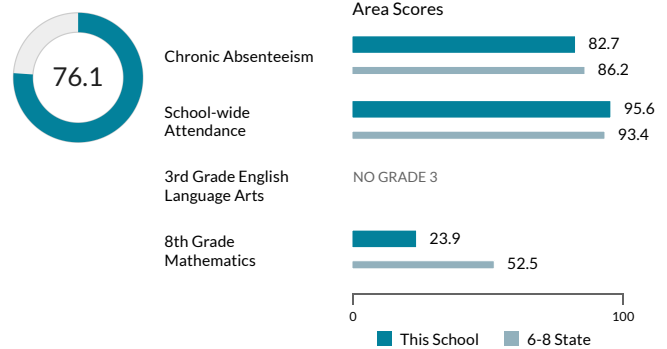 Area Scores
76.1
Chronic Absenteeism
82.7
86.2
School-wide
Attendance
95.6
93.4
3rd Grade English
Language Arts
NO GRADE 3
8th Grade
Mathematics
23.9
52.5
0
100
This School
6-8 State